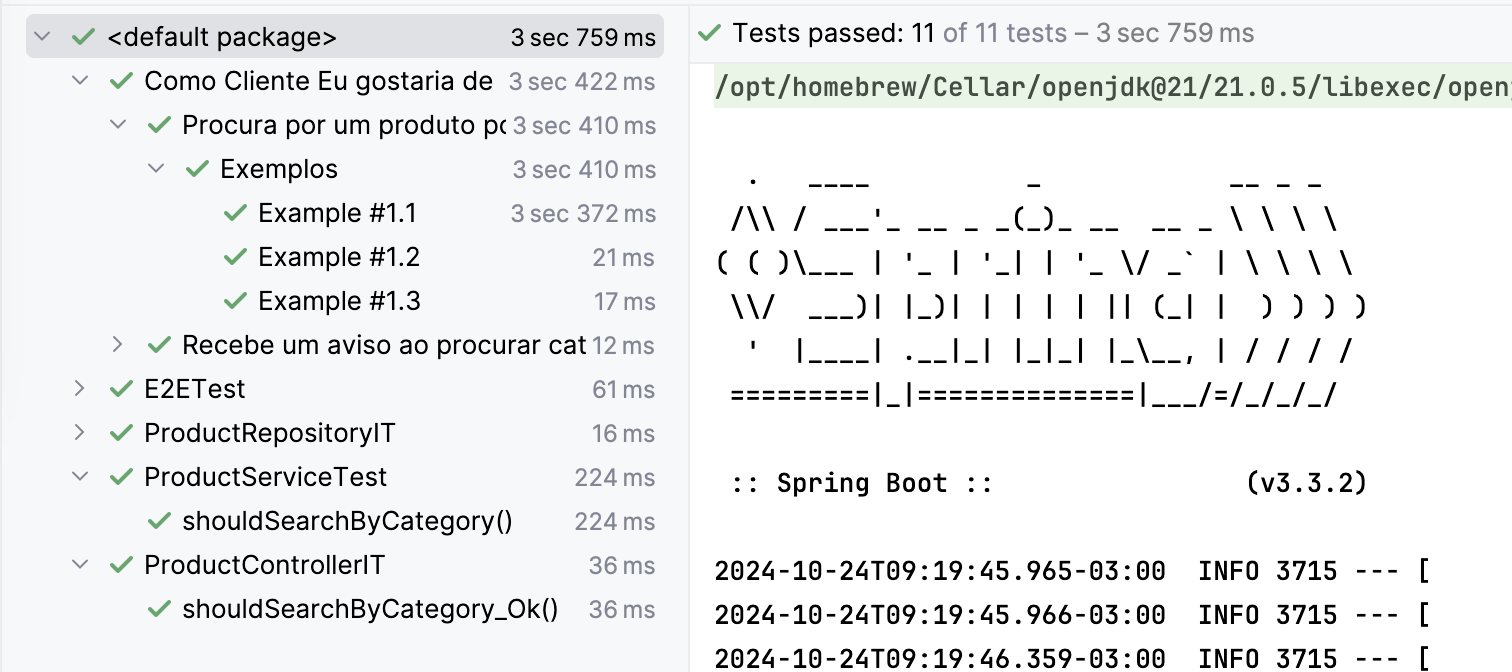 <default package> 3 sec 759 ms
Como Cliente Eu gostaria de 3 sec 422 ms
Procura por um produto po 3 sec 410 ms
Exemplos 3 sec 410 ms
Example #1.1 3 sec 372 ms
Example #1.2 21 ms
Example #1.3 17 ms
Recebe um aviso ao procurar cat 12 ms
E2ETest 61 ms
ProductRepositoryIT 16 ms
ProductServiceTest 224 ms
shouldSearchByCategory() 224 ms
ProductControllerIT 36 ms
shouldSearchByCategory_Ok() 36 ms
Tests passed: 11 of 11 tests – 3 sec 759 ms
/opt/homebrew/Cellar/openjdk@21/21.0.5/libexec/open
  .   ____          _            __ _ _
 /\\ / ___'_ __ _ _(_)_ __  __ _ \ \ \ \
( ( )\___ | '_ | '_| | '_ \/ _` | \ \ \ \
 \\/  ___)| |_)| | | | | || (_| |  ) ) ) )
  '  |____| .__|_| |_|_| |_\__, | / / / /
 =========|_|==============|___/=/_/_/_/
:: Spring Boot :: (v3.3.2)
2024-10-24T09:19:45.965-03:00  INFO 3715 --- [
2024-10-24T09:19:45.966-03:00  INFO 3715 --- [
2024-10-24T09:19:46.359-03:00  INFO 3715 --- [